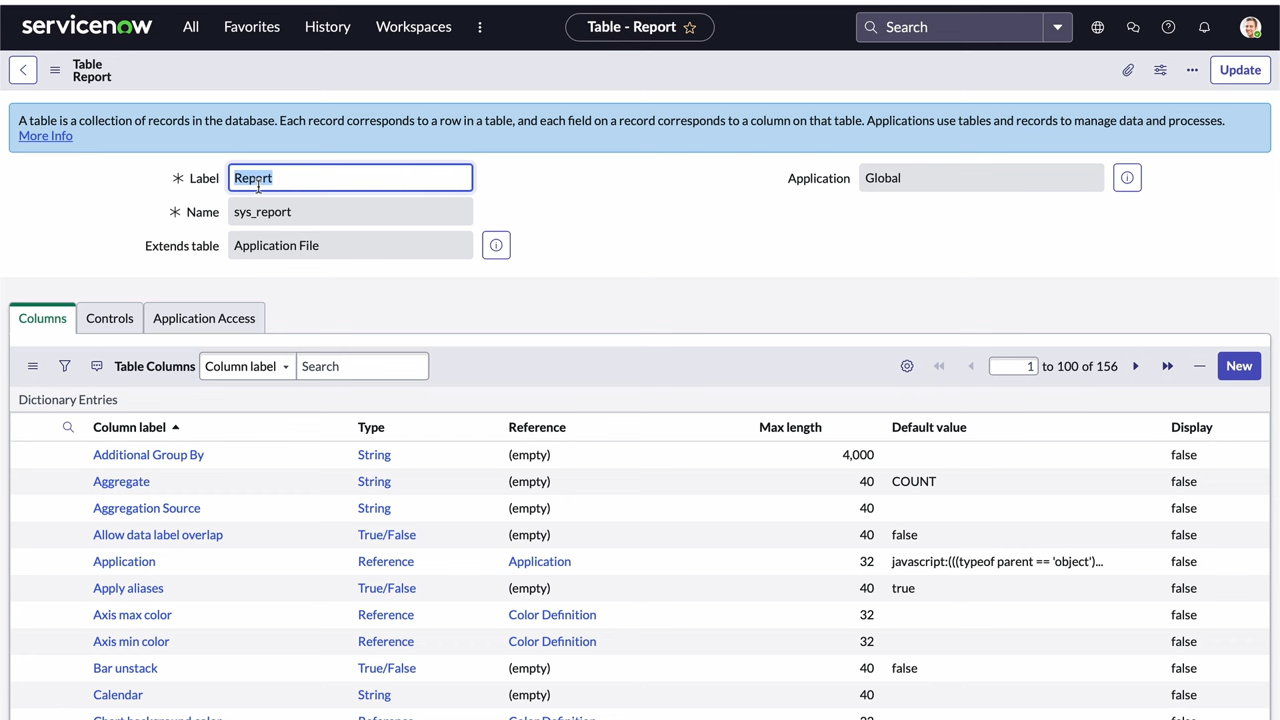 servicenow All Favorites History Workspaces Table - Report Search
Table
Report
Update
A table is a collection of records in the database. Each record corresponds to a row in a table, and each field on a record corresponds to a column on that table. Applications use tables and records to manage data and processes.
More Info
Label Report Application Global
Name sys_report
Extends table Application File
Columns Controls Application Access
Table Columns Column label Search 1 to 100 of 156 New
Dictionary Entries
Column label Type Reference Max length Default value Display
Additional Group By String (empty) 4,000 false
Aggregate String (empty) 40 COUNT false
Aggregation Source String (empty) 40 false
Allow data label overlap True/False (empty) 40 false false
Application Reference Application 32 javascript:(((typeof parent == 'object')... false
Apply aliases True/False (empty) 40 true false
Axis max color Reference Color Definition 32 false
Axis min color Reference Color Definition 32 false
Bar unstack True/False (empty) 40 false false
Calendar String (empty) 40 false
Chart background color Reference Color Definition 32 false